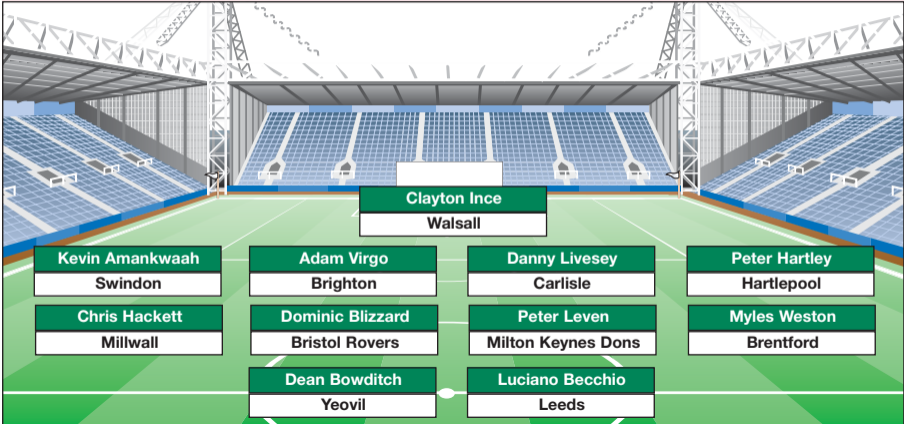 Clayton Ince
Walsall
Kevin Amankwaah
Swindon
Adam Virgo
Brighton
Danny Livesey
Carlisle
Peter Hartley
Hartlepool
Chris Hackett
Millwall
Dominic Blizzard
Bristol Rovers
Peter Leven
Milton Keynes Dons
Myles Weston
Brentford
Dean Bowditch
Yeovil
Luciano Becchio
Leeds